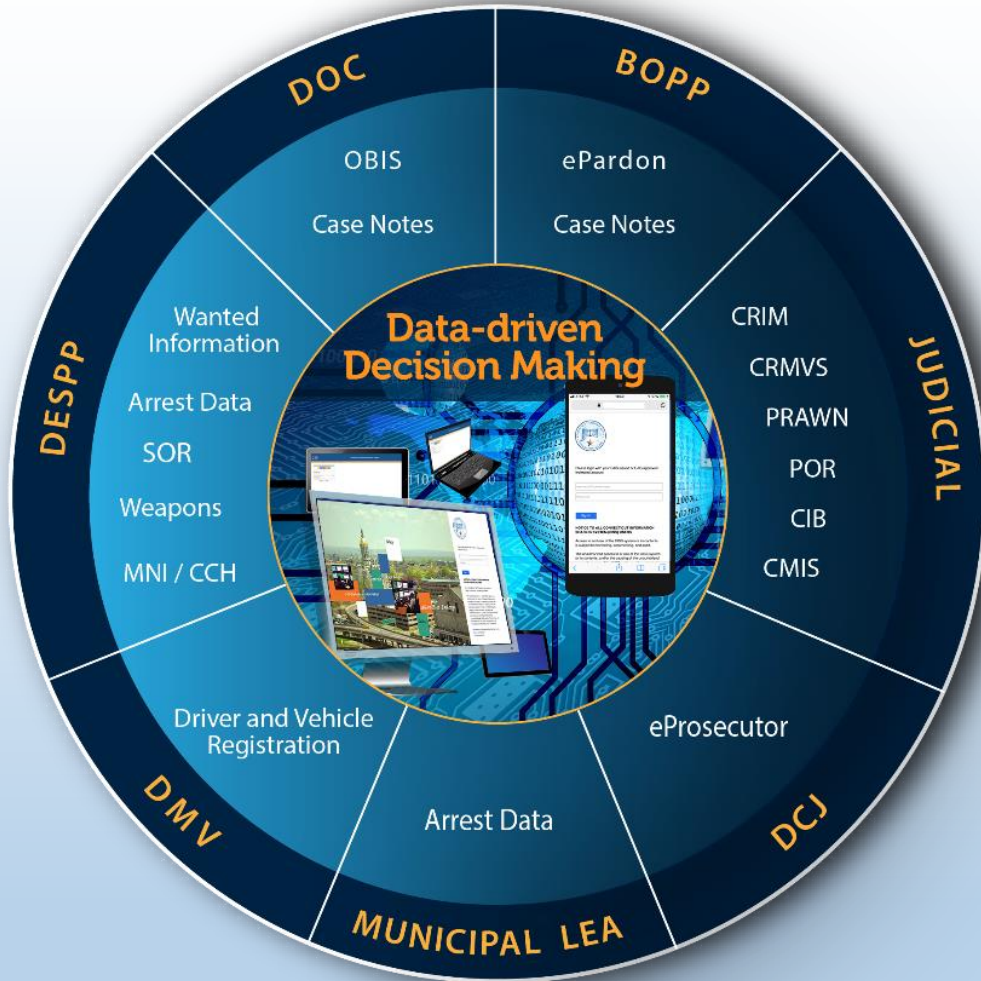 DOC
BOPP
OBIS
Case Notes
ePardon
Case Notes
JUDICIAL
CRIM
CRMVS
PRAWN
POR
CIB
CMIS
DCJ
eProsecutor
MUNICIPAL LEA
Arrest Data
DMV
Driver and Vehicle
Registration
DESPP
Wanted
Information
Arrest Data
SOR
Weapons
MNI / CCH
Data-driven
Decision Making